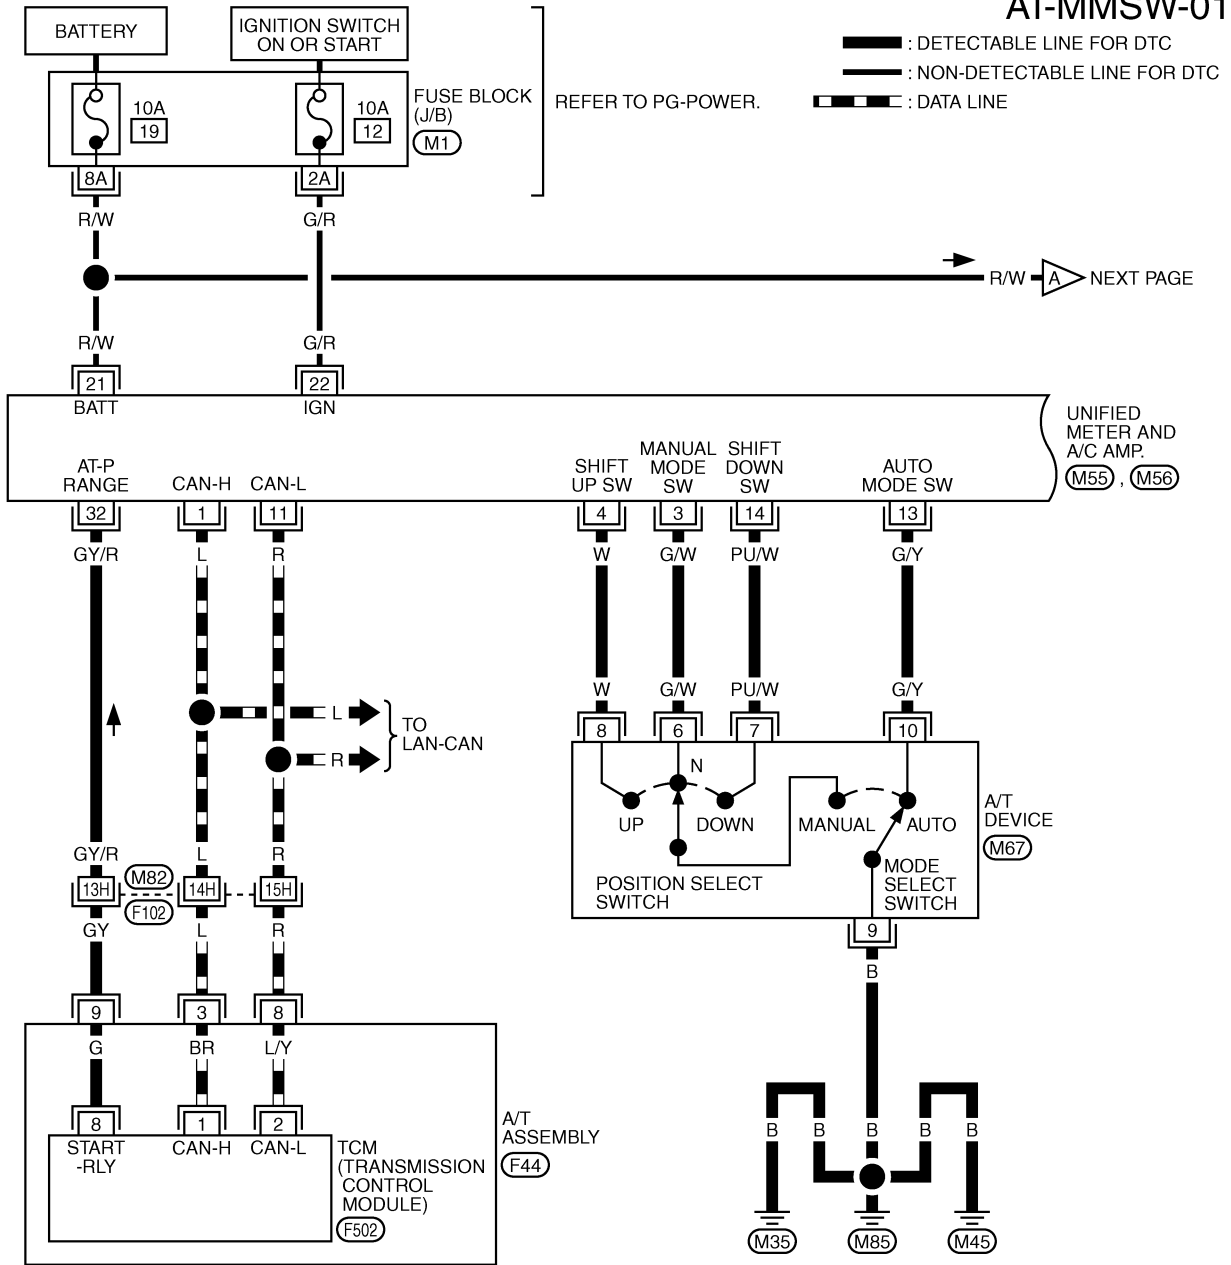 AT-MMSW-01
BATTERY
IGNITION SWITCH
ON OR START
: DETECTABLE LINE FOR DTC
: NON-DETECTABLE LINE FOR DTC
: DATA LINE
10A
19
10A
12
FUSE BLOCK
(J/B)
M1
REFER TO PG-POWER.
8A
2A
R/W
G/R
R/W
A
NEXT PAGE
R/W
G/R
21
22
BATT
IGN
UNIFIED
METER AND
A/C AMP.
M55 , M56
AT-P
RANGE
CAN-H
CAN-L
SHIFT
UP SW
MANUAL
MODE
SW
SHIFT
DOWN
SW
AUTO
MODE SW
32
1
11
4
3
14
13
GY/R
L
R
W
G/W
PU/W
G/Y
W
G/W
PU/W
G/Y
L
R
TO
LAN-CAN
8
6
7
10
N
UP
DOWN
MANUAL
AUTO
A/T
DEVICE
M67
POSITION SELECT
SWITCH
MODE
SELECT
SWITCH
GY/R
L
R
13H
M82
F102
14H
15H
GY
L
R
9
B
9
3
8
G
BR
L/Y
8
1
2
START
-RLY
CAN-H
CAN-L
TCM
(TRANSMISSION
CONTROL
MODULE)
F502
A/T
ASSEMBLY
F44
B
B
B
B
B
M35
M85
M45